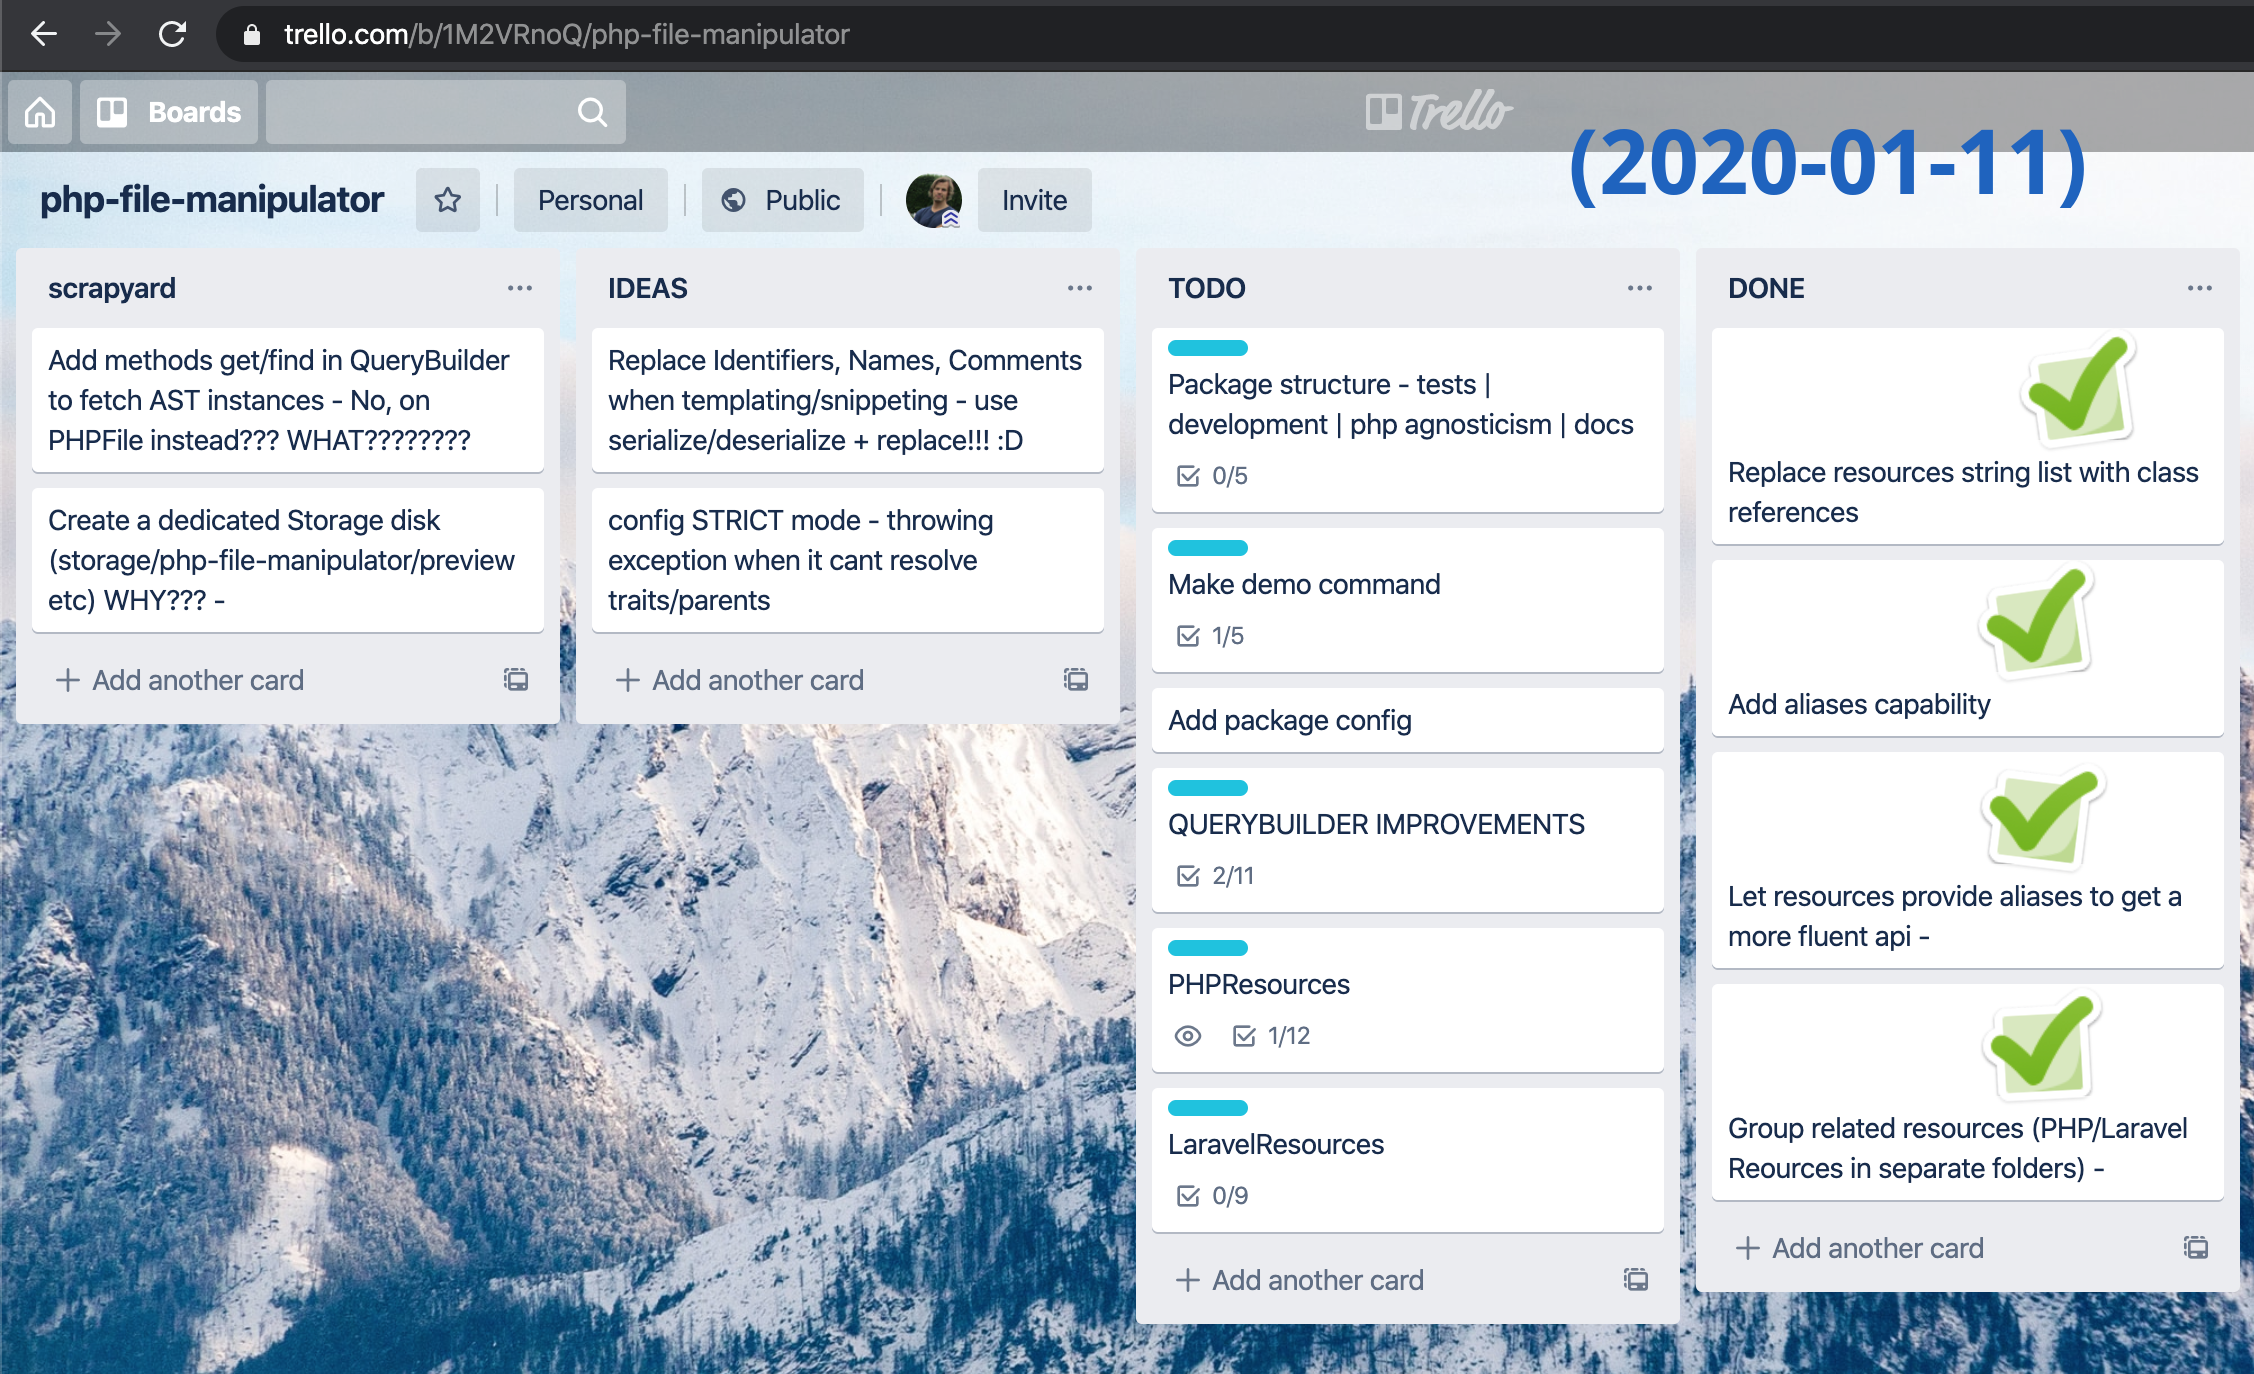 trello.com/b/1M2VRnoQ/php-file-manipulator
Boards
Trello
(2020-01-11)
php-file-manipulator
Personal
Public
Invite
scrapyard
Add methods get/find in QueryBuilder
to fetch AST instances - No, on
PHPFile instead??? WHAT????????
Create a dedicated Storage disk
(storage/php-file-manipulator/preview
etc) WHY??? -
+ Add another card
IDEAS
Replace Identifiers, Names, Comments
when templating/snippeting - use
serialize/deserialize + replace!!! :D
config STRICT mode - throwing
exception when it cant resolve
traits/parents
+ Add another card
TODO
Package structure - tests |
development | php agnosticism | docs
0/5
Make demo command
1/5
Add package config
QUERYBUILDER IMPROVEMENTS
2/11
PHPResources
1/12
LaravelResources
0/9
+ Add another card
DONE
Replace resources string list with class
references
Add aliases capability
Let resources provide aliases to get a
more fluent api -
Group related resources (PHP/Laravel
Reources in separate folders) -
+ Add another card